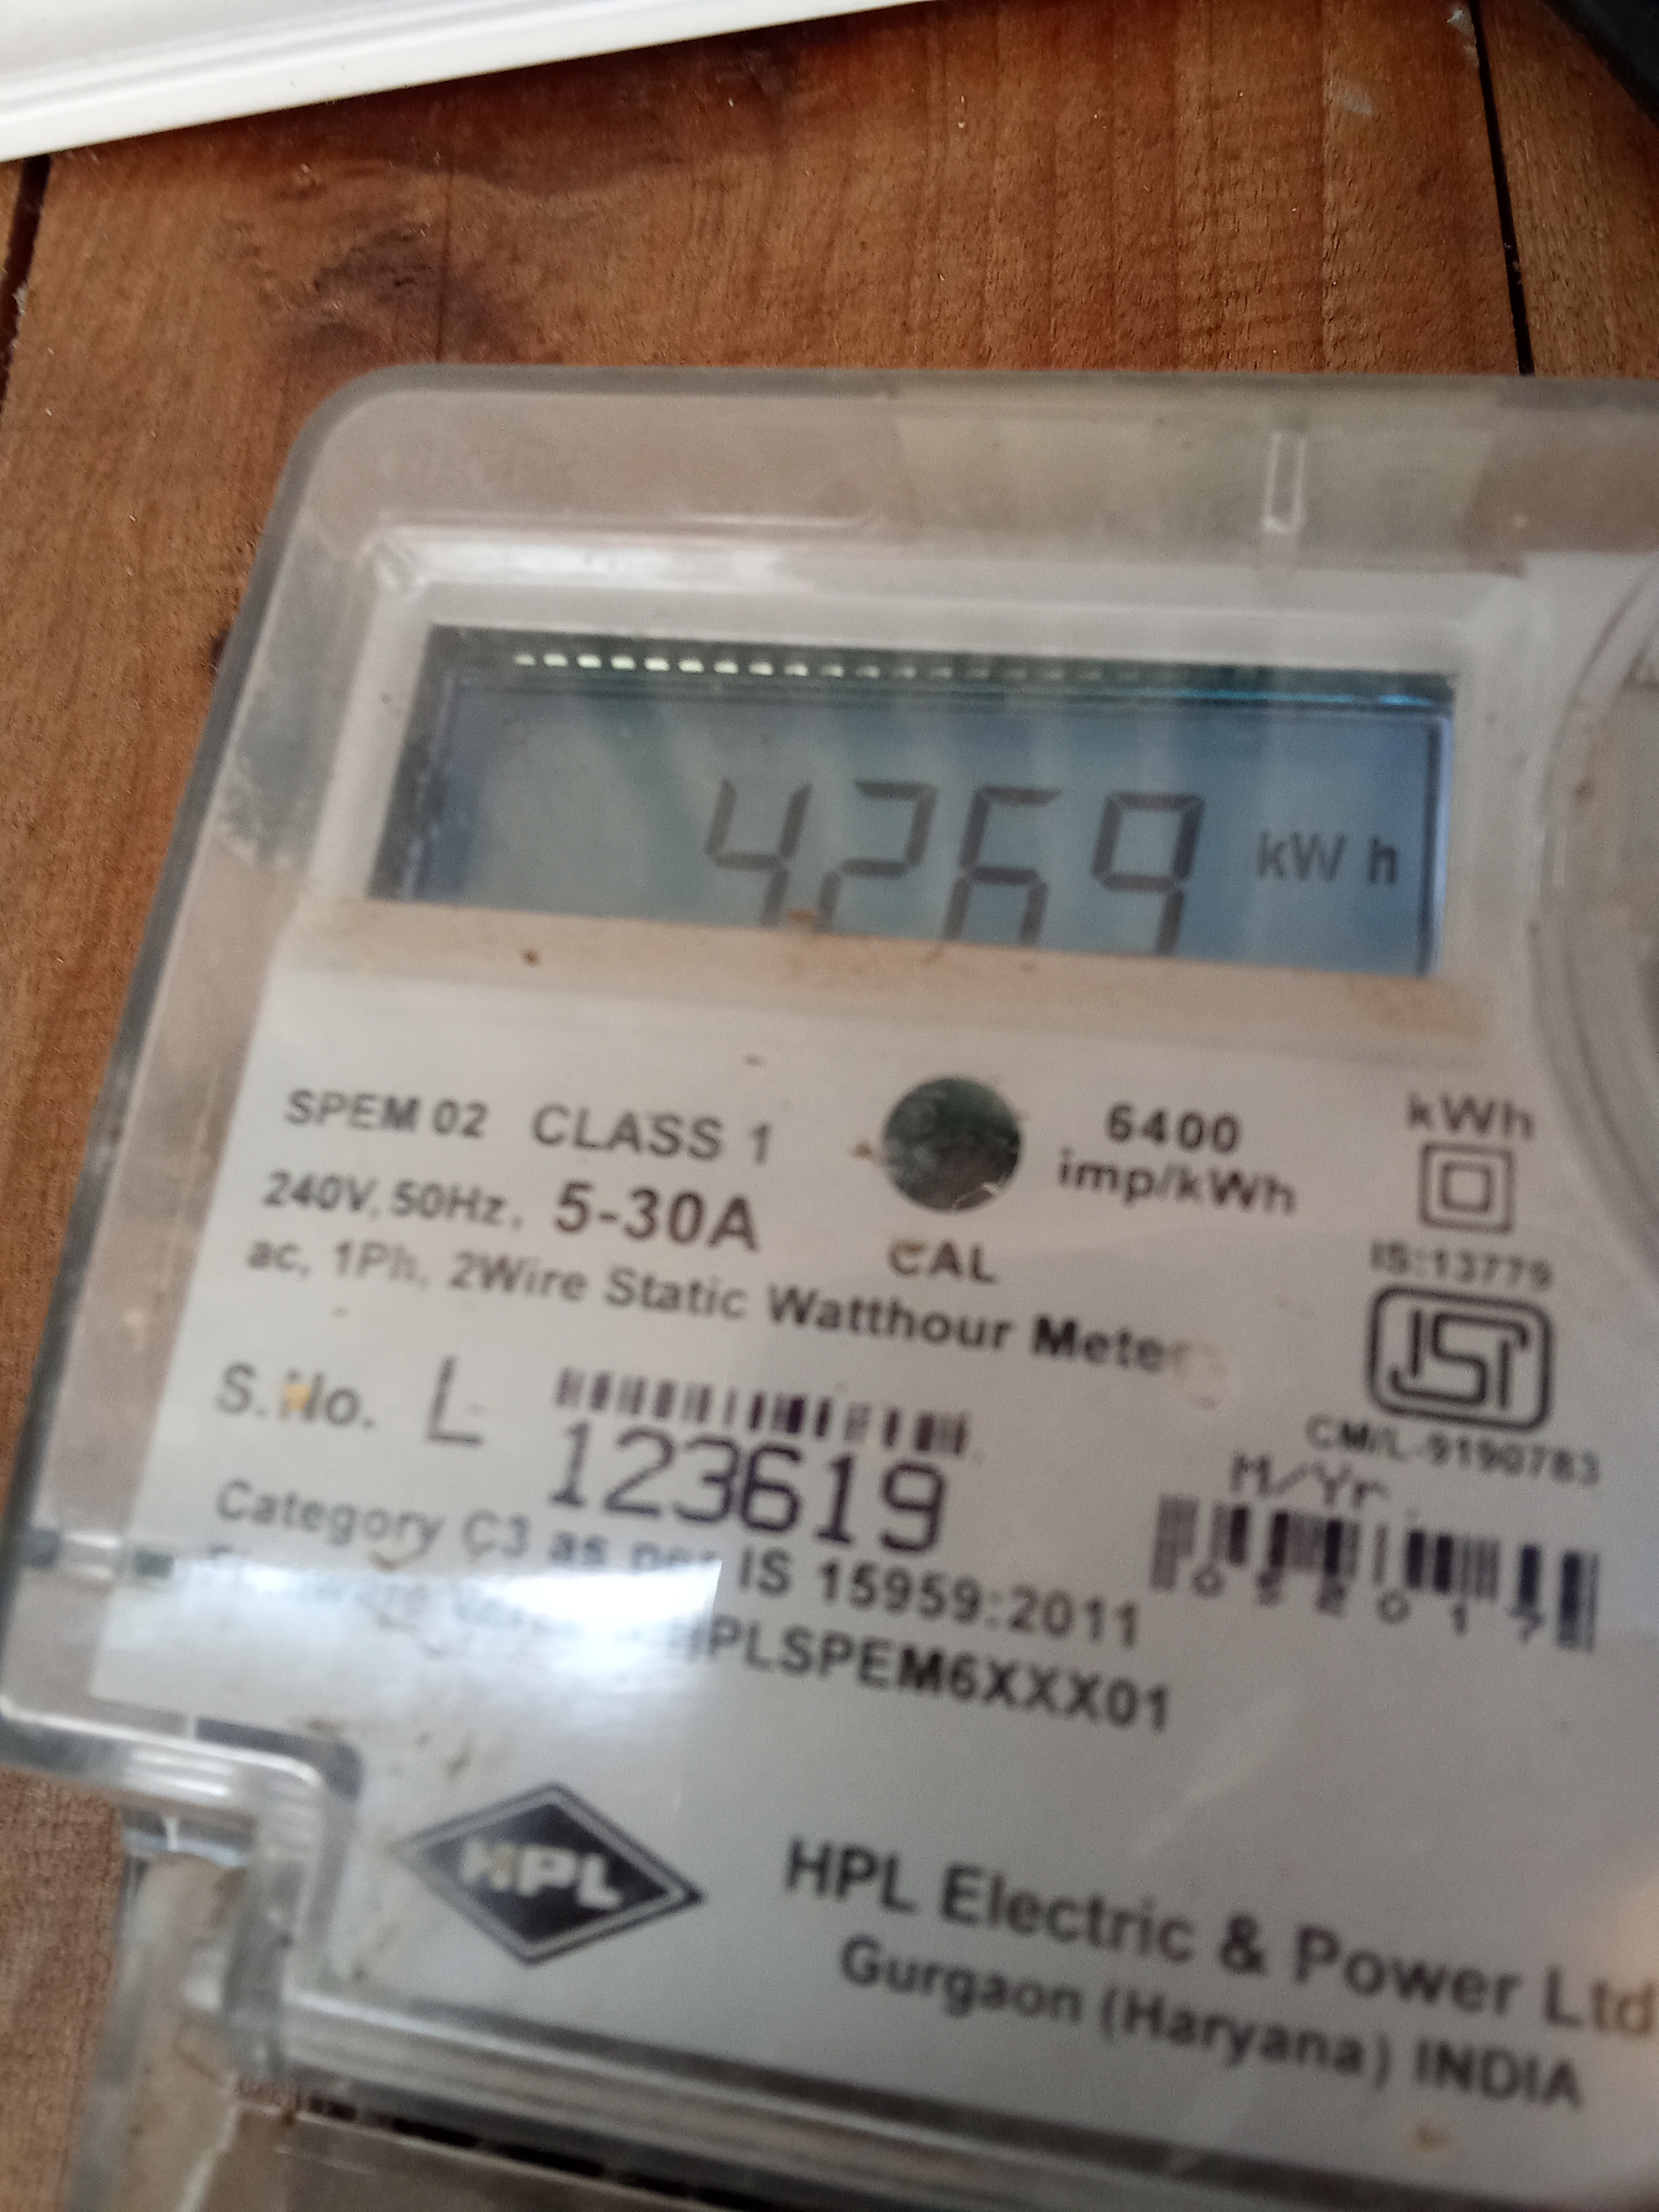 4269 kWh
SPEM 02 CLASS 1
240V, 50Hz, 5-30A
ac, 1Ph, 2Wire Static Watthour Meter
CAL
6400
imp/kWh
kWh
IS:13779
ISI
CM/L-9190783
S.No. L
123619
M/Yr
052017
Category C3 as per IS 15959:2011
HPLSPEM6XXX01
HPL
HPL Electric & Power Ltd
Gurgaon (Haryana) INDIA